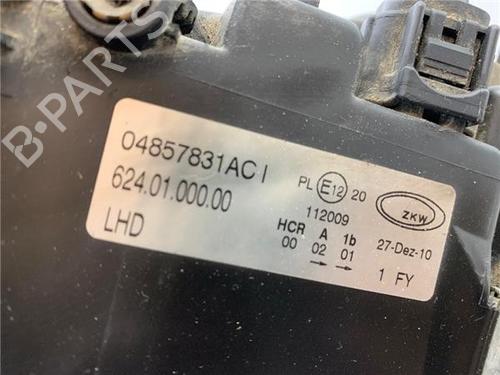 B-PARTS
04857831AC I
624.01.000.00
LHD
PL E12 20
112009
HCR A 1b
00 02 01
ZKW
27-Dez-10
1 FY